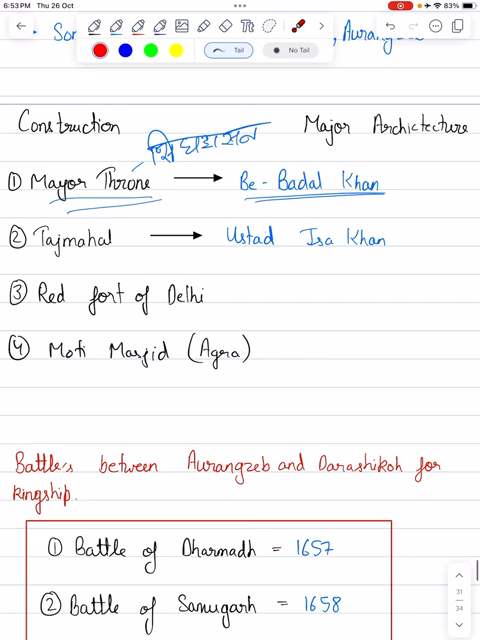 6:53 PM Thu 26 Oct
83%
Tail
No Tail
Construction Major Archictecture
① Mayor Throne → Be - Badal Khan
② Tajmahal → Ustad Isa Khan
③ Red fort of Delhi
④ Moti Masjid (Agra)
Battle's between Aurangzeb and Darashikoh for
kingship.
① Battle of Dharmadh = 1657
② Battle of Samugarh = 1658
31
34